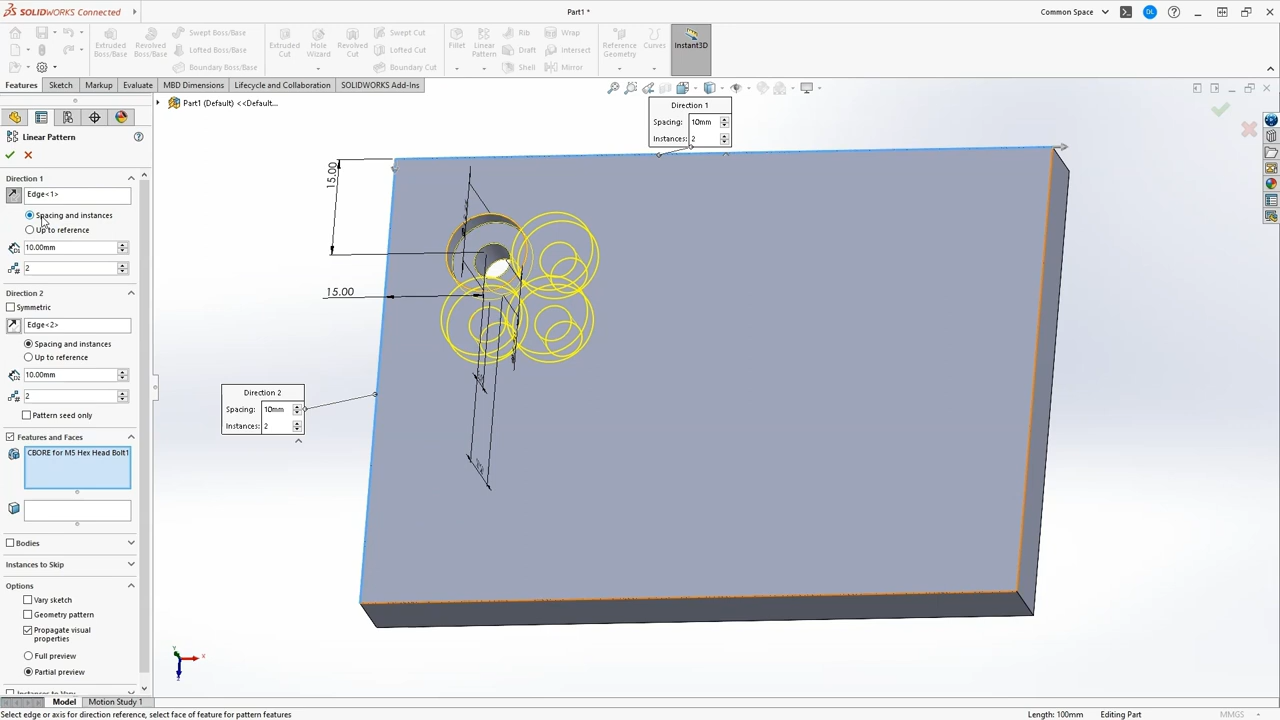 SOLIDWORKS Connected
Part1 *
Common Space
DL
Extruded Boss/Base
Revolved Boss/Base
Swept Boss/Base
Lofted Boss/Base
Boundary Boss/Base
Extruded Cut
Hole Wizard
Revolved Cut
Swept Cut
Lofted Cut
Boundary Cut
Fillet
Linear Pattern
Rib
Draft
Shell
Wrap
Intersect
Mirror
Reference Geometry
Curves
Instant3D
Features
Sketch
Markup
Evaluate
MBD Dimensions
Lifecycle and Collaboration
SOLIDWORKS Add-Ins
Part1 (Default) <<Default...
Linear Pattern
Direction 1
Edge<1>
Spacing and instances
Up to reference
10.00mm
2
Direction 2
Symmetric
Edge<2>
Spacing and instances
Up to reference
10.00mm
2
Pattern seed only
Features and Faces
CBORE for M5 Hex Head Bolt1
Bodies
Instances to Skip
Options
Vary sketch
Geometry pattern
Propagate visual
properties
Full preview
Partial preview
Direction 1
Spacing: 10mm
Instances: 2
15.00
15.00
Direction 2
Spacing: 10mm
Instances: 2
Model
Motion Study 1
Select edge or axis for direction reference, select face of feature for pattern features
Length: 100mm
Editing Part
MMGS